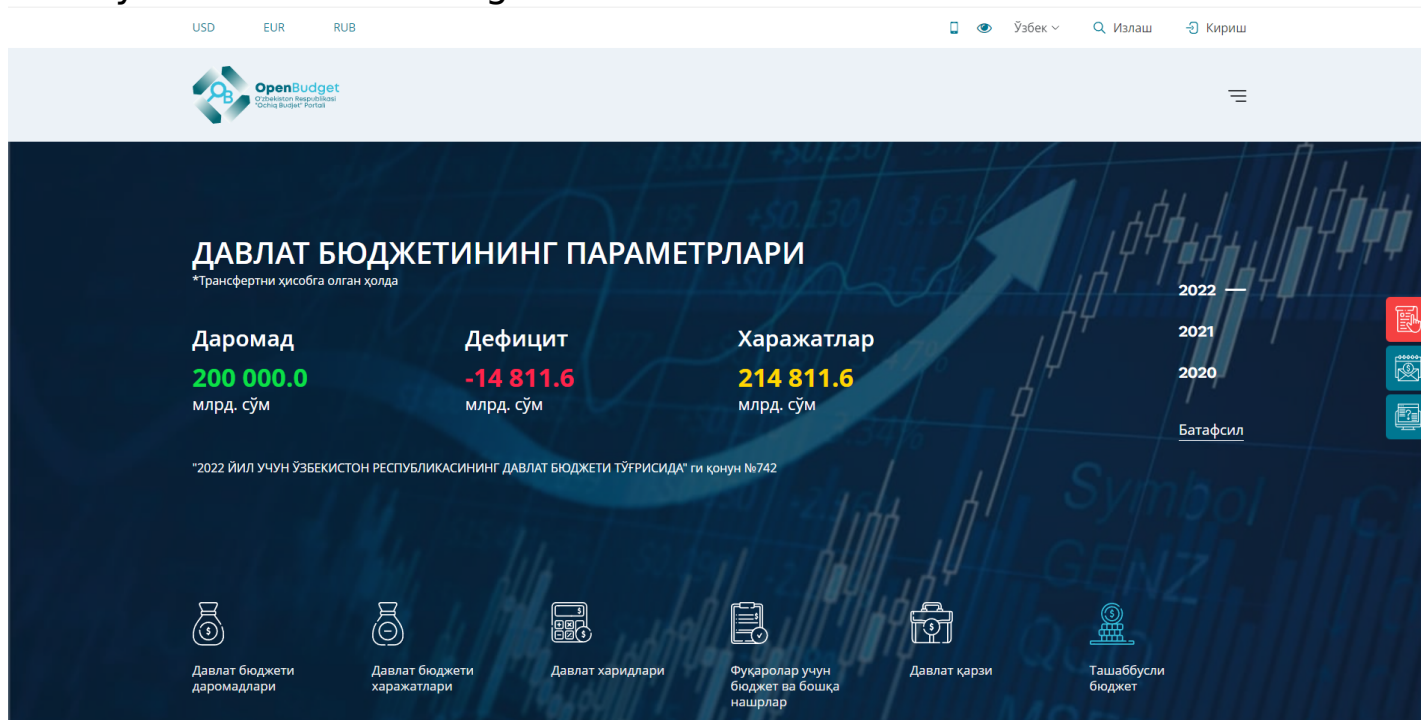 USD EUR RUB Ўзбек Излаш Кириш
OpenBudget
O'zbekiston Respublikasi
"Ochiq Budjet" Portali
ДАВЛАТ БЮДЖЕТИНИНГ ПАРАМЕТРЛАРИ
*Трансфертни ҳисобга олган ҳолда
Даромад
200 000.0
млрд. сўм
Дефицит
-14 811.6
млрд. сўм
Харажатлар
214 811.6
млрд. сўм
2022
2021
2020
Батафсил
"2022 ЙИЛ УЧУН ЎЗБЕКИСТОН РЕСПУБЛИКАСИНИНГ ДАВЛАТ БЮДЖЕТИ ТЎҒРИСИДА" ги қонун №742
Symbol
GENZ
Давлат бюджети
даромадлари
Давлат бюджети
харажатлари
Давлат харидлари
Фуқаролар учун
бюджет ва бошқа
нашрлар
Давлат қарзи
Ташаббусли
бюджет